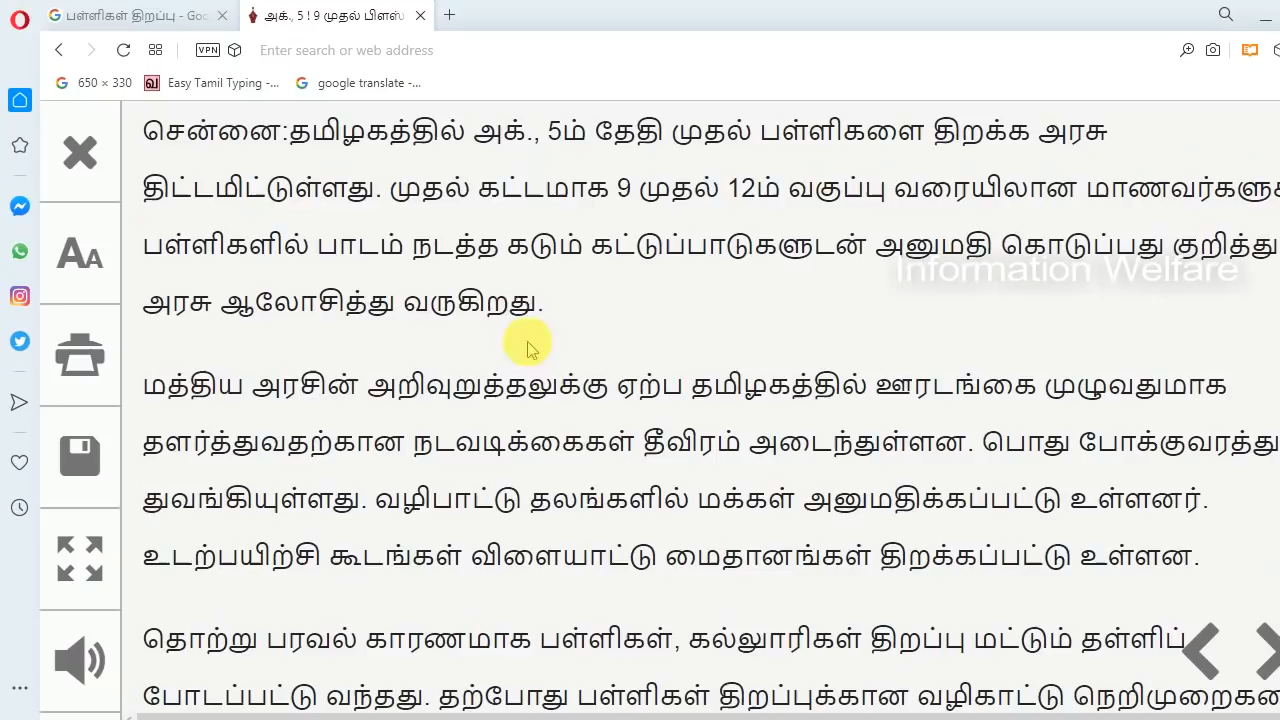 பள்ளிகள் திறப்பு - Goo
அக்., 5 ! 9 முதல் பிளஸ்
VPN
Enter search or web address
650 × 330
வ
Easy Tamil Typing -...
google translate -...
சென்னை:தமிழகத்தில் அக்., 5ம் தேதி முதல் பள்ளிகளை திறக்க அரசு
திட்டமிட்டுள்ளது. முதல் கட்டமாக 9 முதல் 12ம் வகுப்பு வரையிலான
பள்ளிகளில் பாடம் நடத்த கடும் கட்டுப்பாடுகளுடன் அனுமதி கொடுப்பது குறித்து
Information Welfare
அரசு ஆலோசித்து வருகிறது.
மத்திய அரசின் அறிவுறுத்தலுக்கு ஏற்ப தமிழகத்தில் ஊரடங்கை முழுவதுமாக
தளர்த்துவதற்கான நடவடிக்கைகள் தீவிரம் அடைந்துள்ளன. பொது போக்குவரத்து
துவங்கியுள்ளது. வழிபாட்டு தலங்களில் மக்கள் அனுமதிக்கப்பட்டு உள்ளனர்.
உடற்பயிற்சி கூடங்கள் விளையாட்டு மைதானங்கள் திறக்கப்பட்டு உள்ளன.
தொற்று பரவல் காரணமாக பள்ளிகள், கல்லுாரிகள் திறப்பு மட்டும் தள்ளிப்
போடப்பட்டு வந்தது. தற்போது பள்ளிகள் திறப்புக்கான வழிகாட்டு
AA